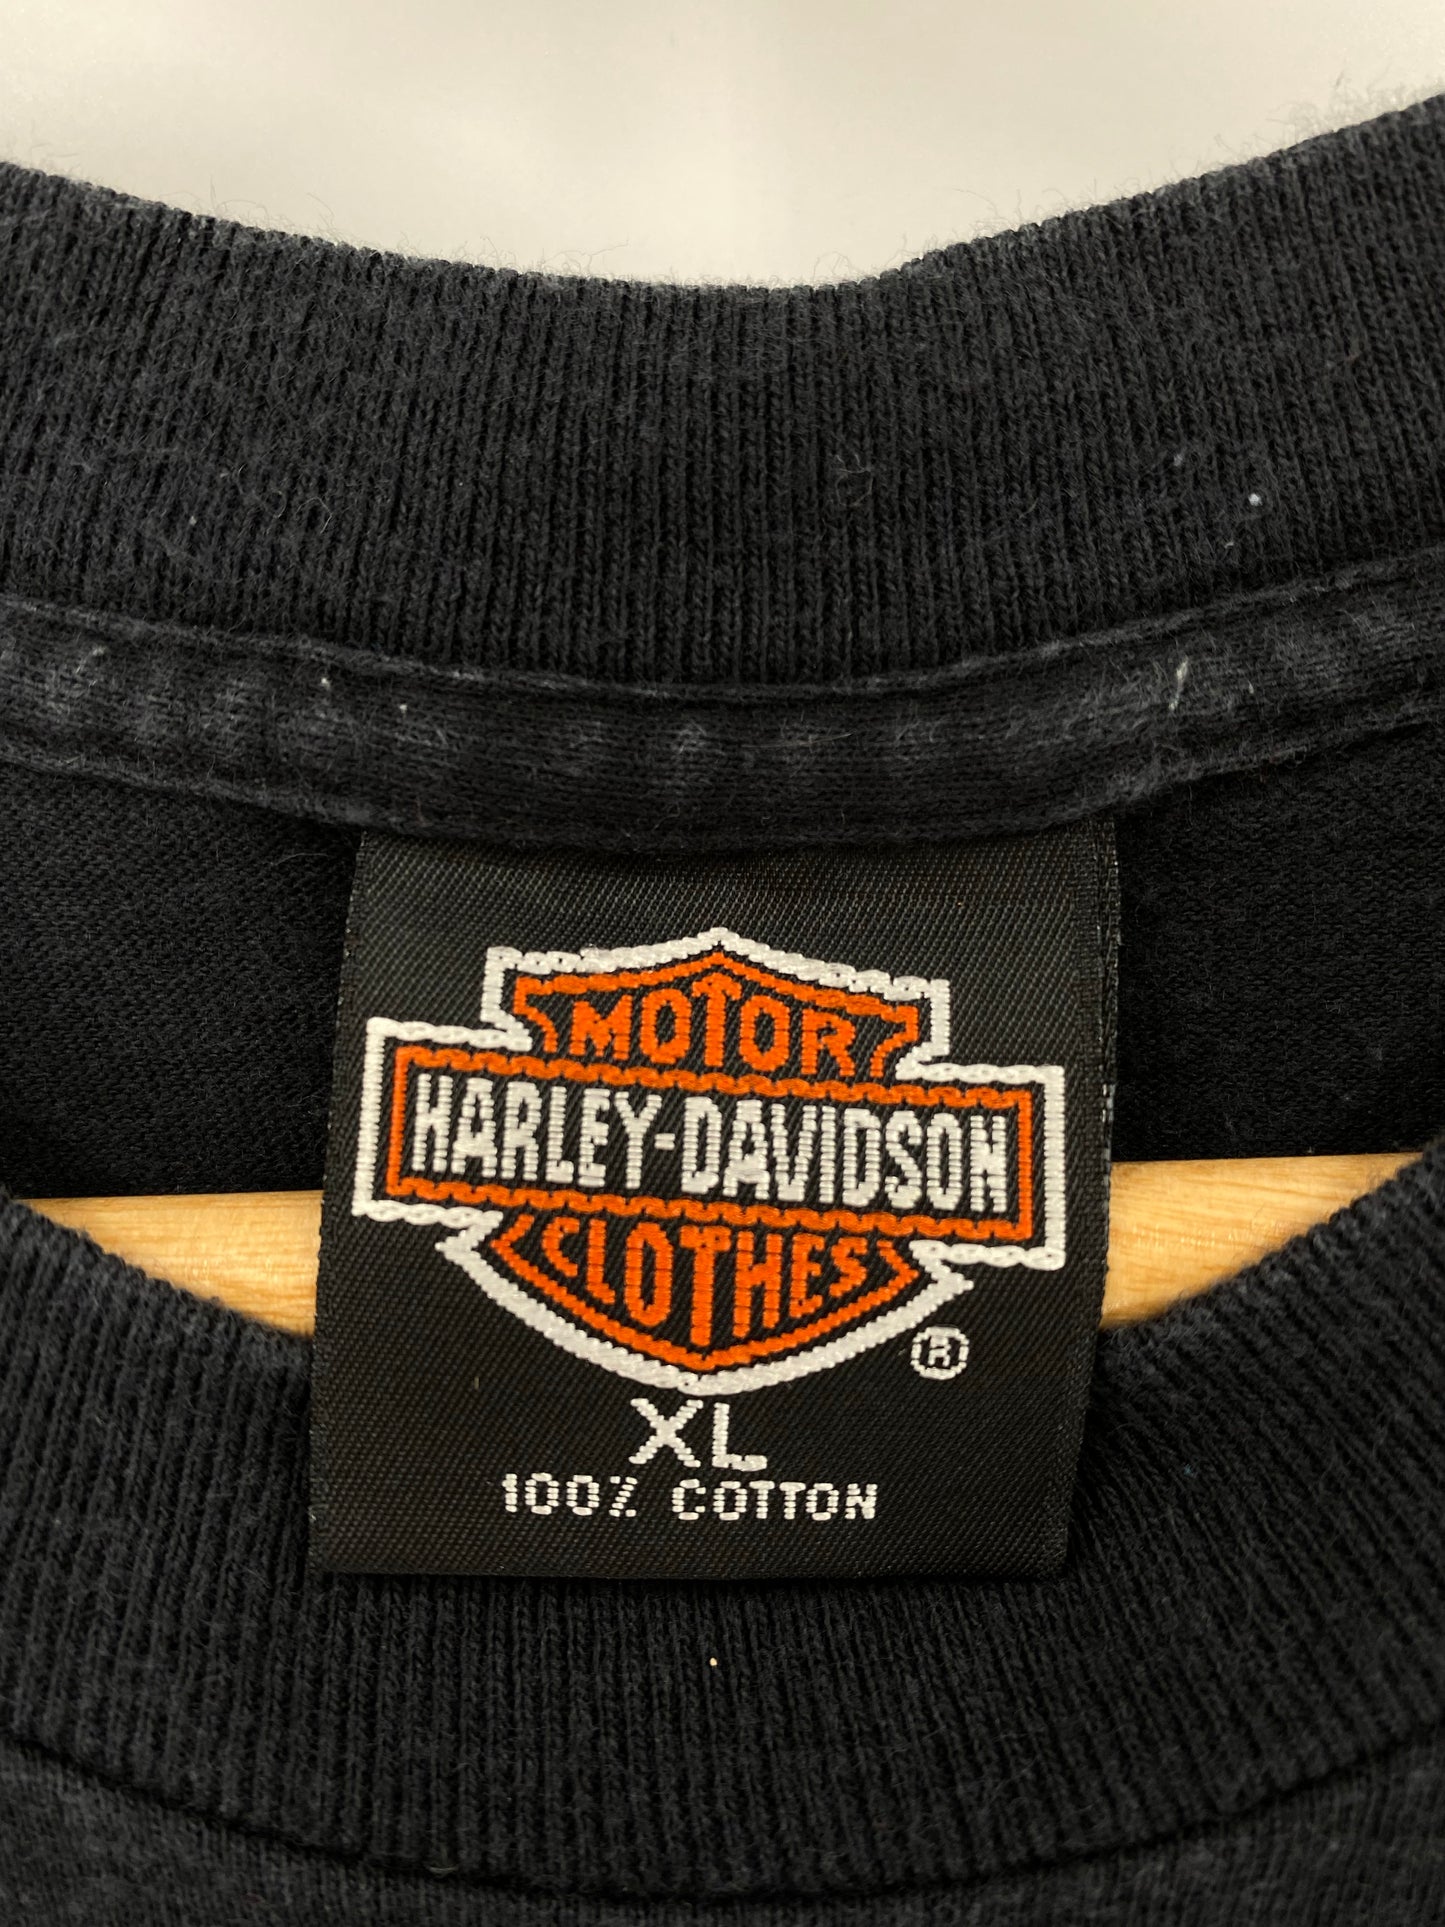 MOTOR
HARLEY-DAVIDSON
CLOTHES
®
XL
100% COTTON